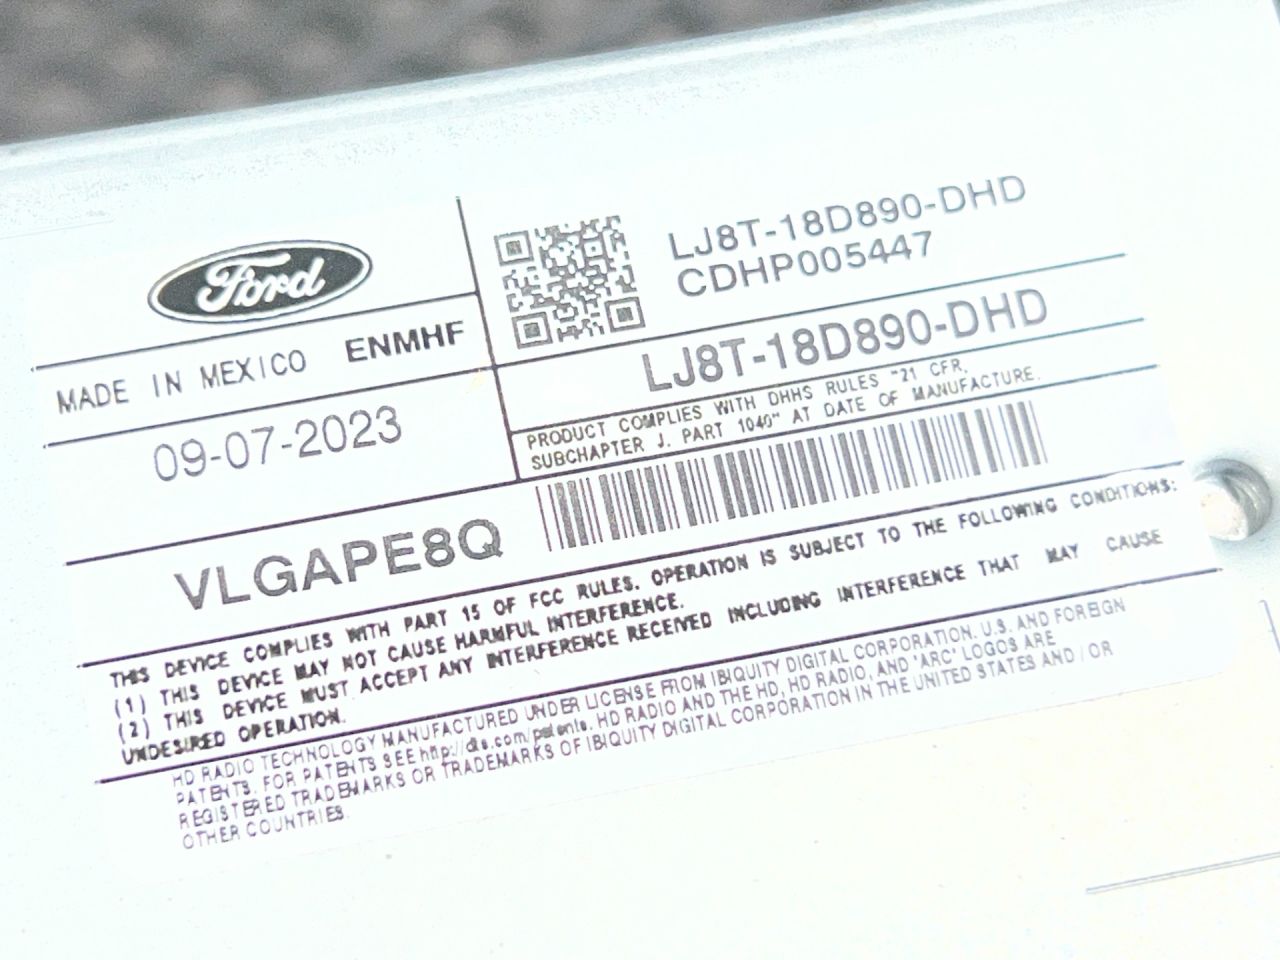 Ford
MADE IN MEXICO ENMHF
09-07-2023
LJ8T-18D890-DHD
CDHP005447
LJ8T-18D890-DHD
PRODUCT COMPLIES WITH DHHS RULES "21 CFR,
SUBCHAPTER J, PART 1040" AT DATE OF MANUFACTURE.
VLGAPE8Q
THIS DEVICE COMPLIES WITH PART 15 OF FCC RULES. OPERATION IS SUBJECT TO THE FOLLOWING CONDITIONS:
(1) THIS DEVICE MAY NOT CAUSE HARMFUL INTERFERENCE.
(2) THIS DEVICE MUST ACCEPT ANY INTERFERENCE RECEIVED INCLUDING INTERFERENCE THAT MAY CAUSE
UNDESIRED OPERATION.
HD RADIO TECHNOLOGY MANUFACTURED UNDER LICENSE FROM IBIQUITY DIGITAL CORPORATION. U.S. AND FOREIGN
PATENTS. FOR PATENTS SEE http://dts.com/patents. HD RADIO AND THE HD, HD RADIO, AND 'ARC' LOGOS ARE
REGISTERED TRADEMARKS OR TRADEMARKS OF IBIQUITY DIGITAL CORPORATION IN THE UNITED STATES AND / OR
OTHER COUNTRIES.